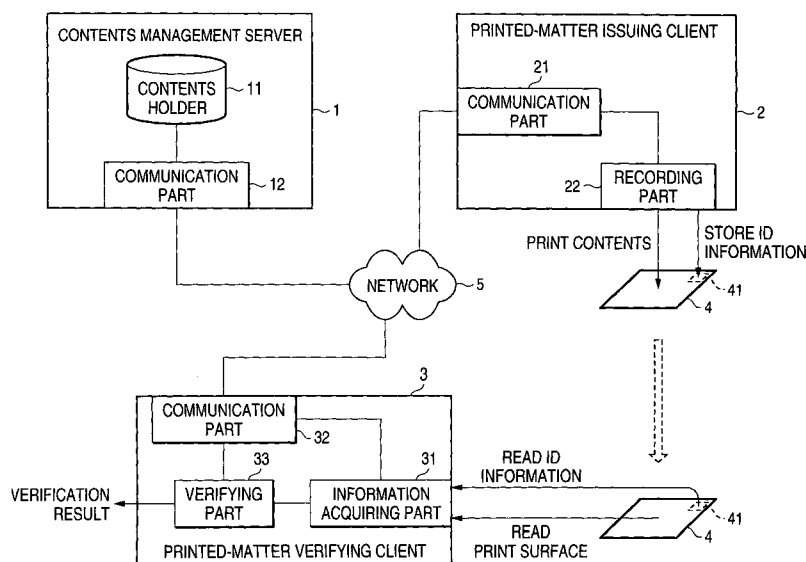 CONTENTS MANAGEMENT SERVER
CONTENTS
HOLDER
11
1
COMMUNICATION
PART
12
PRINTED-MATTER ISSUING CLIENT
21
COMMUNICATION
PART
2
22
RECORDING
PART
PRINT CONTENTS
STORE ID
INFORMATION
41
4
NETWORK
5
3
COMMUNICATION
PART
32
33
31
VERIFYING
PART
INFORMATION
ACQUIRING PART
VERIFICATION
RESULT
PRINTED-MATTER VERIFYING CLIENT
READ ID
INFORMATION
READ
PRINT SURFACE
41
4